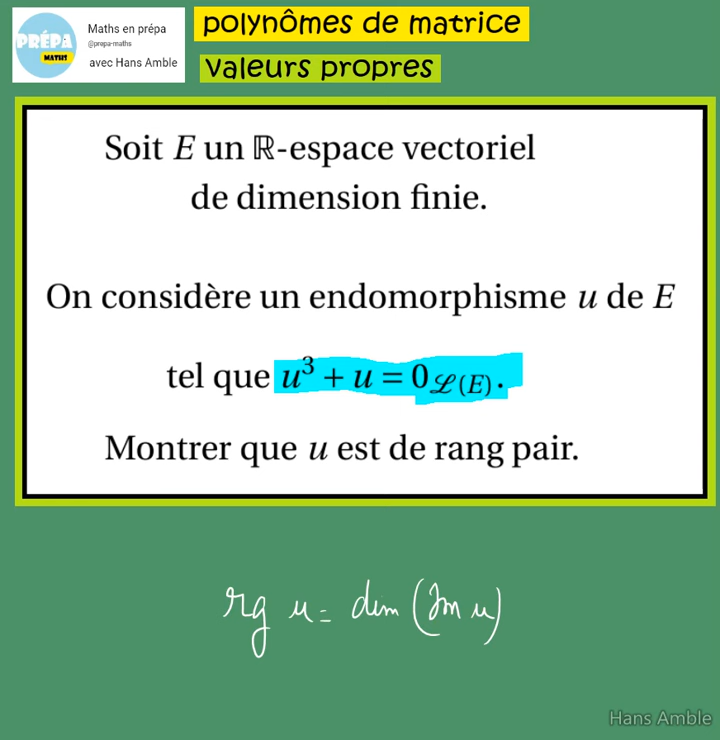 PRÉPA
MATHS
Maths en prépa
@prepa-maths
avec Hans Amble
polynômes de matrice
valeurs propres
Soit E un ℝ-espace vectoriel
de dimension finie.
On considère un endomorphisme u de E
tel que u³ + u = 0_ℒ(E).
Montrer que u est de rang pair.
rg u = dim (Im u)
Hans Amble